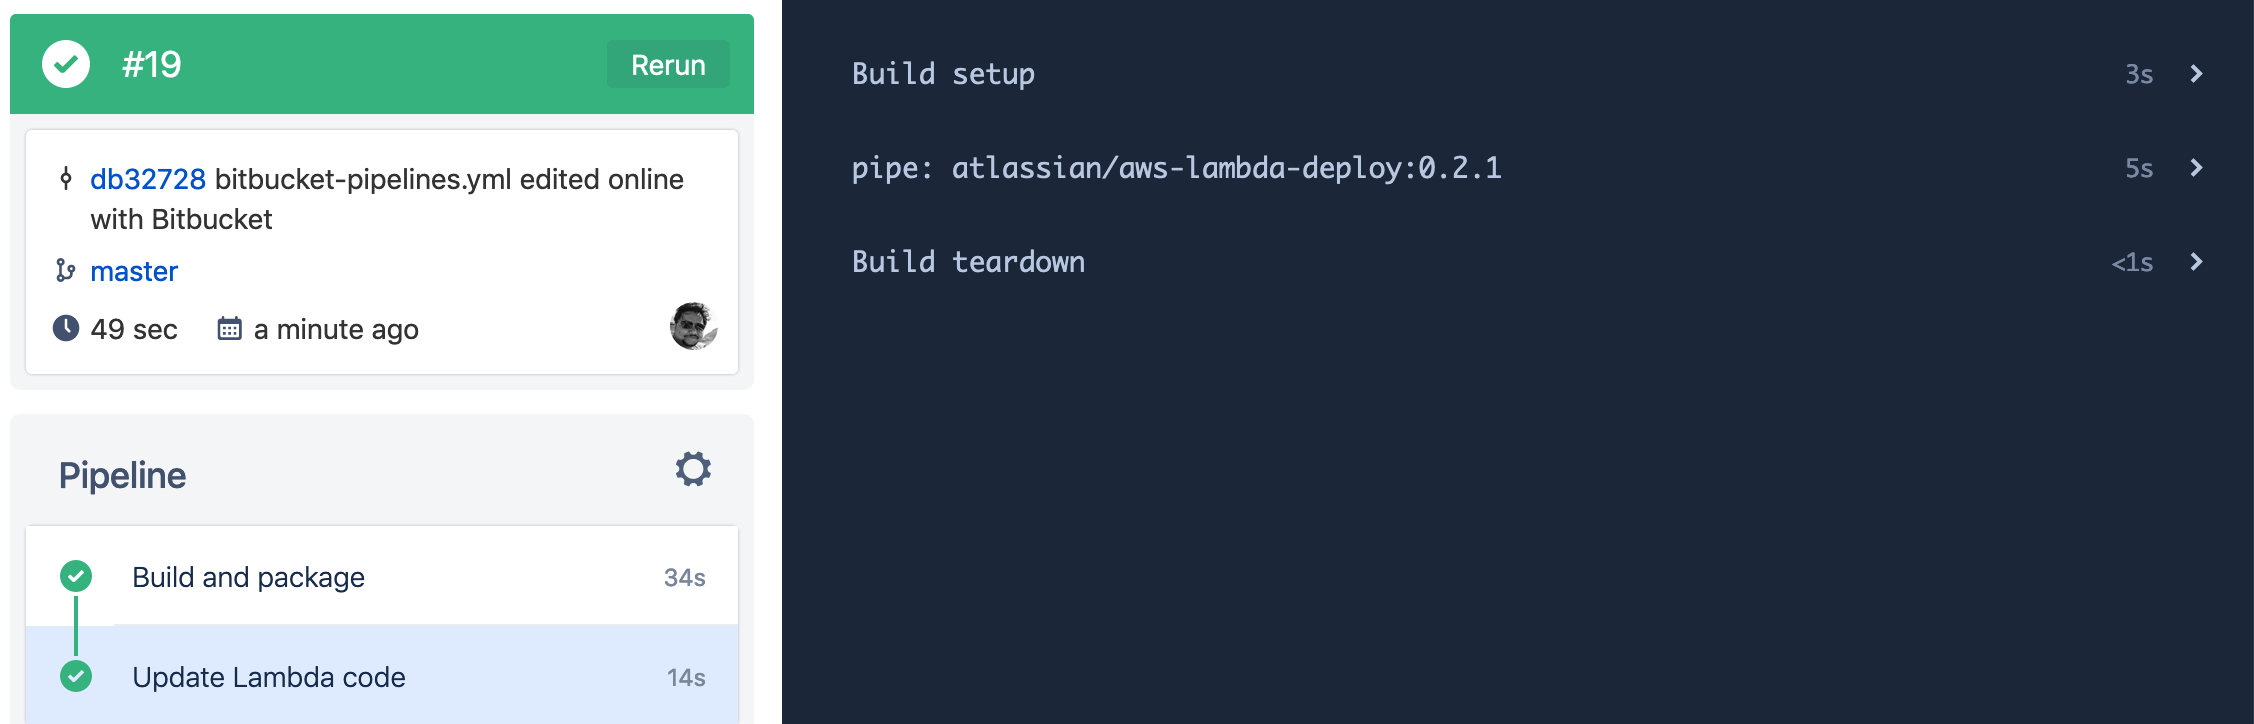 #19
Rerun
db32728 bitbucket-pipelines.yml edited online
with Bitbucket
master
49 sec a minute ago
Pipeline
Build and package 34s
Update Lambda code 14s
Build setup 3s
pipe: atlassian/aws-lambda-deploy:0.2.1 5s
Build teardown <1s